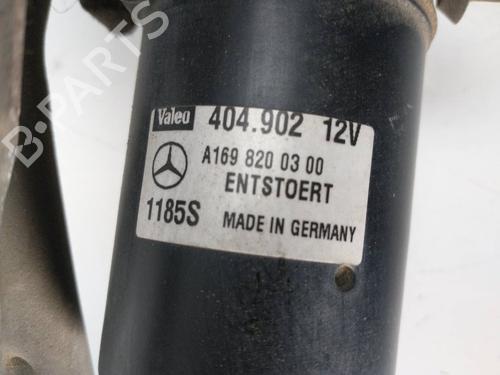 Valeo 404.902 12V
A169 820 03 00
ENTSTOERT
1185S MADE IN GERMANY
B-PARTS